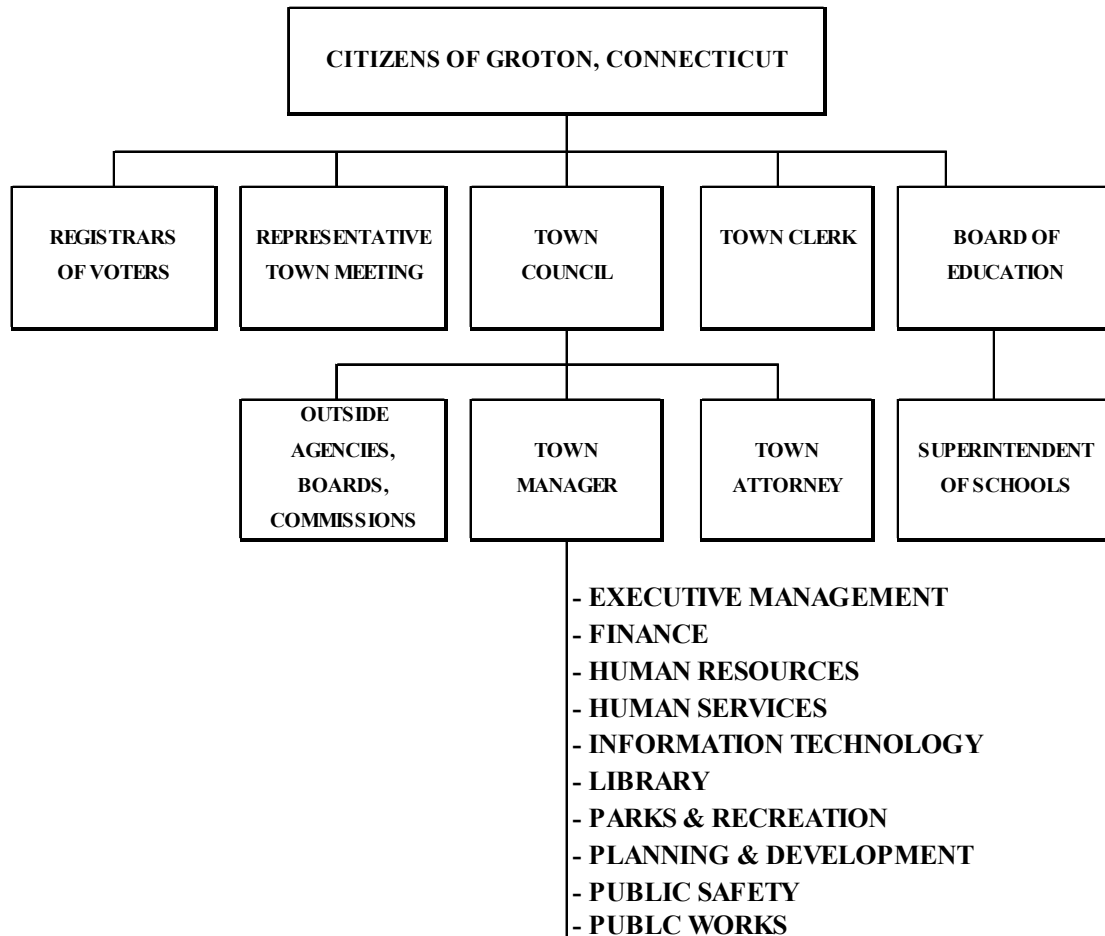 CITIZENS OF GROTON, CONNECTICUT
REGISTRARS
OF VOTERS
REPRESENTATIVE
TOWN MEETING
TOWN
COUNCIL
TOWN CLERK
BOARD OF
EDUCATION
OUTSIDE
AGENCIES,
BOARDS,
COMMISSIONS
TOWN
MANAGER
TOWN
ATTORNEY
SUPERINTENDENT
OF SCHOOLS
- EXECUTIVE MANAGEMENT
- FINANCE
- HUMAN RESOURCES
- HUMAN SERVICES
- INFORMATION TECHNOLOGY
- LIBRARY
- PARKS & RECREATION
- PLANNING & DEVELOPMENT
- PUBLIC SAFETY
- PUBLC WORKS